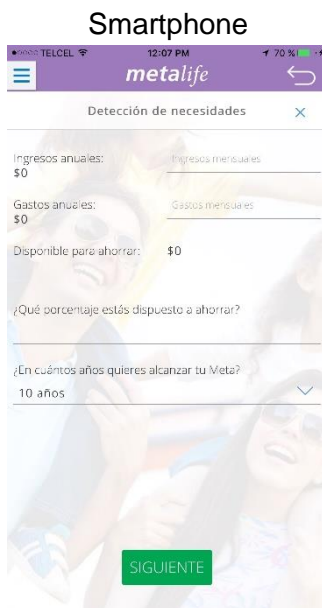 Smartphone
TELCEL 12:07 PM 70 %
metalife
Detección de necesidades
Ingresos anuales: Ingresos mensuales
$0
Gastos anuales: Gastos mensuales
$0
Disponible para ahorrar: $0
¿Qué porcentaje estás dispuesto a ahorrar?
¿En cuántos años quieres alcanzar tu Meta?
10 años
SIGUIENTE